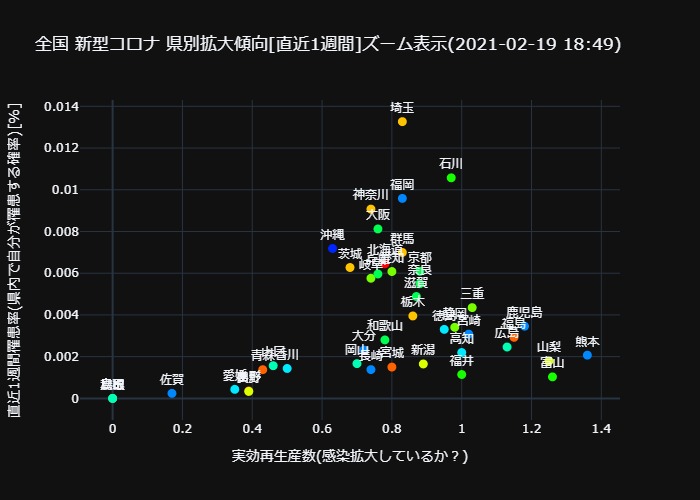 全国 新型コロナ 県別拡大傾向[直近1週間]ズーム表示(2021-02-19 18:49)
直近1週間罹患率(県内で自分が罹患する確率)[%]
0.014
0.012
0.01
0.008
0.006
0.004
0.002
0
埼玉
石川
福岡
神奈川
大阪
沖縄
群馬
北海道
茨城
京都
岐阜
奈良
滋賀
三重
栃木
鹿児島
静岡
宮崎
福島
和歌山
広島
大分
高知
熊本
岡山
長崎
宮城
新潟
山梨
福井
富山
青森
香川
佐賀
愛媛
長野
0
0.2
0.4
0.6
0.8
1
1.2
1.4
実効再生産数(感染拡大しているか？)